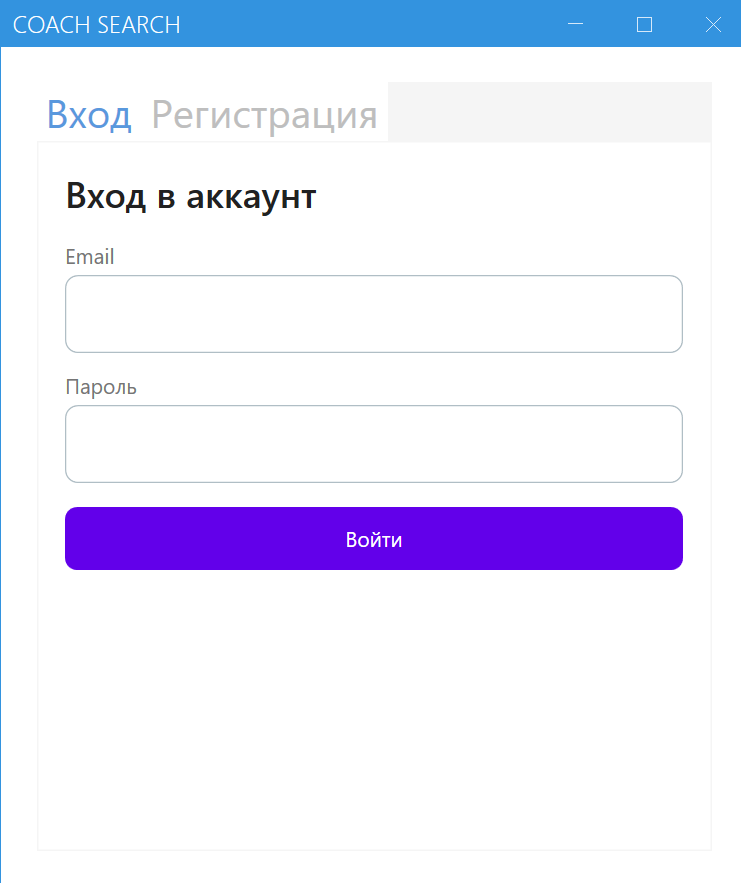 COACH SEARCH
Вход Регистрация
Вход в аккаунт
Email
Пароль
Войти